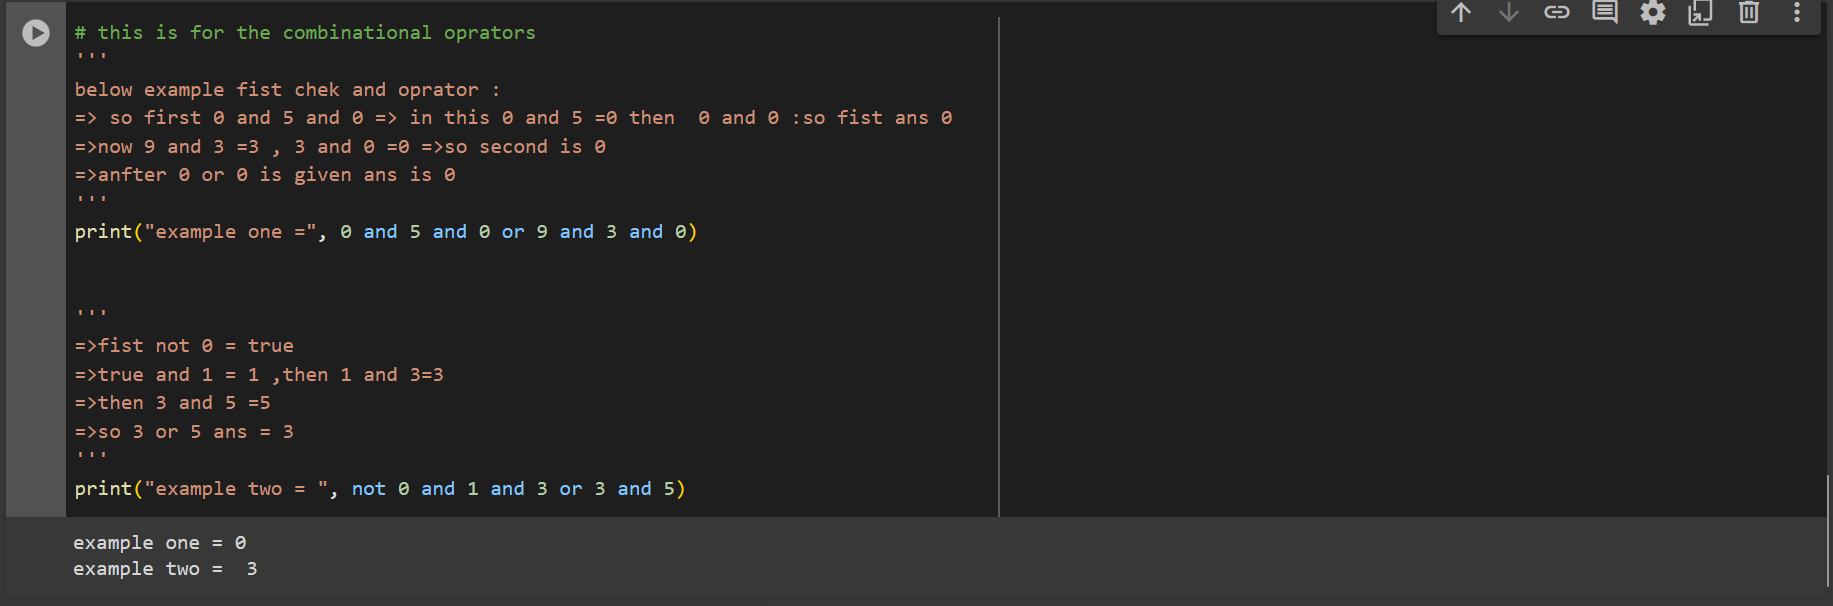 # this is for the combinational oprators
'''
below example fist chek and oprator :
=> so first 0 and 5 and 0 => in this 0 and 5 =0 then  0 and 0 :so fist ans 0
=>now 9 and 3 =3 , 3 and 0 =0 =>so second is 0
=>anfter 0 or 0 is given ans is 0
'''
print("example one =", 0 and 5 and 0 or 9 and 3 and 0)
'''
=>fist not 0 = true
=>true and 1 = 1 ,then 1 and 3=3
=>then 3 and 5 =5
=>so 3 or 5 ans = 3
'''
print("example two = ", not 0 and 1 and 3 or 3 and 5)
example one = 0
example two =  3